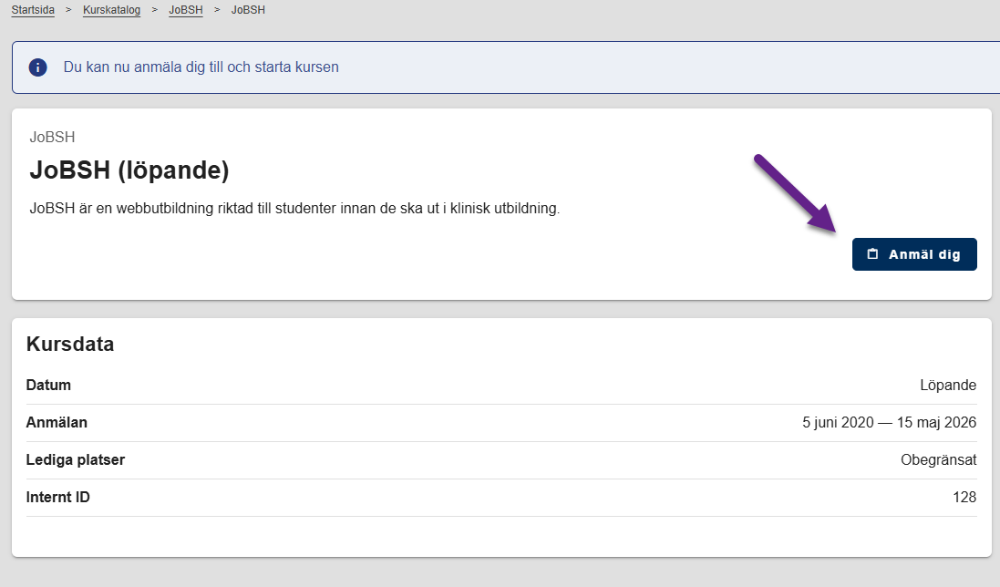 Startsida > Kurskatalog > JoBSH > JoBSH
Du kan nu anmäla dig till och starta kursen
JoBSH
JoBSH (löpande)
JoBSH är en webbutbildning riktad till studenter innan de ska ut i klinisk utbildning.
Anmäl dig
Kursdata
Datum Löpande
Anmälan 5 juni 2020 — 15 maj 2026
Lediga platser Obegränsat
Internt ID 128